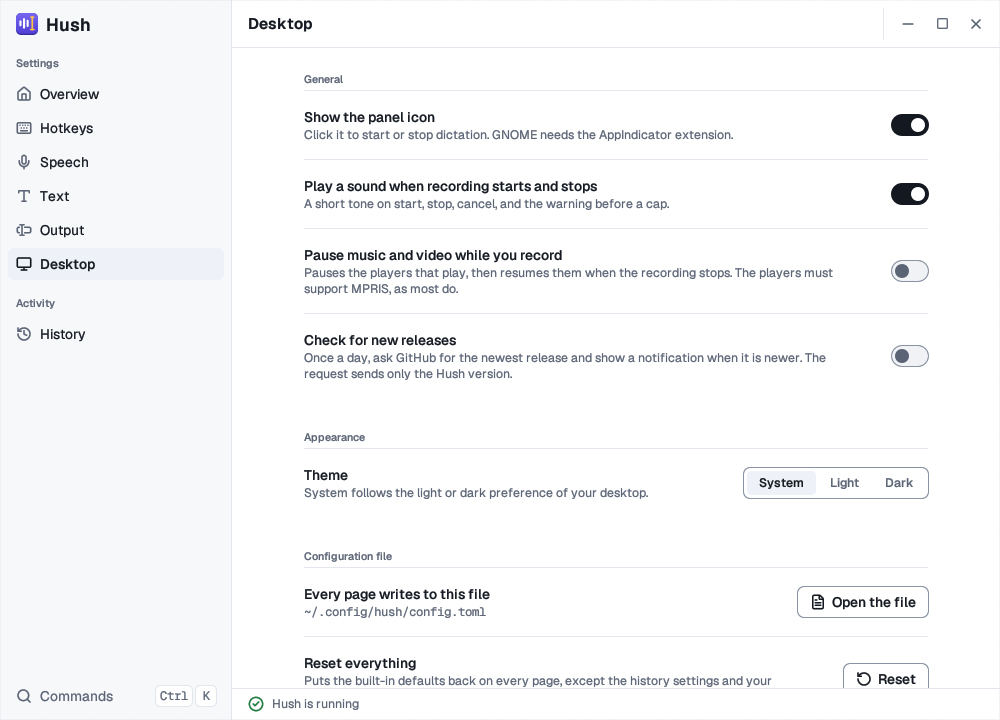 Hush
Settings
Overview
Hotkeys
Speech
Text
Output
Desktop
Activity
History
Commands
Ctrl K
Desktop
General
Show the panel icon
Click it to start or stop dictation. GNOME needs the AppIndicator extension.
Play a sound when recording starts and stops
A short tone on start, stop, cancel, and the warning before a cap.
Pause music and video while you record
Pauses the players that play, then resumes them when the recording stops. The players must
support MPRIS, as most do.
Check for new releases
Once a day, ask GitHub for the newest release and show a notification when it is newer. The
request sends only the Hush version.
Appearance
Theme
System follows the light or dark preference of your desktop.
System Light Dark
Configuration file
Every page writes to this file
~/.config/hush/config.toml
Open the file
Reset everything
Puts the built-in defaults back on every page, except the history settings and your
Reset
Hush is running